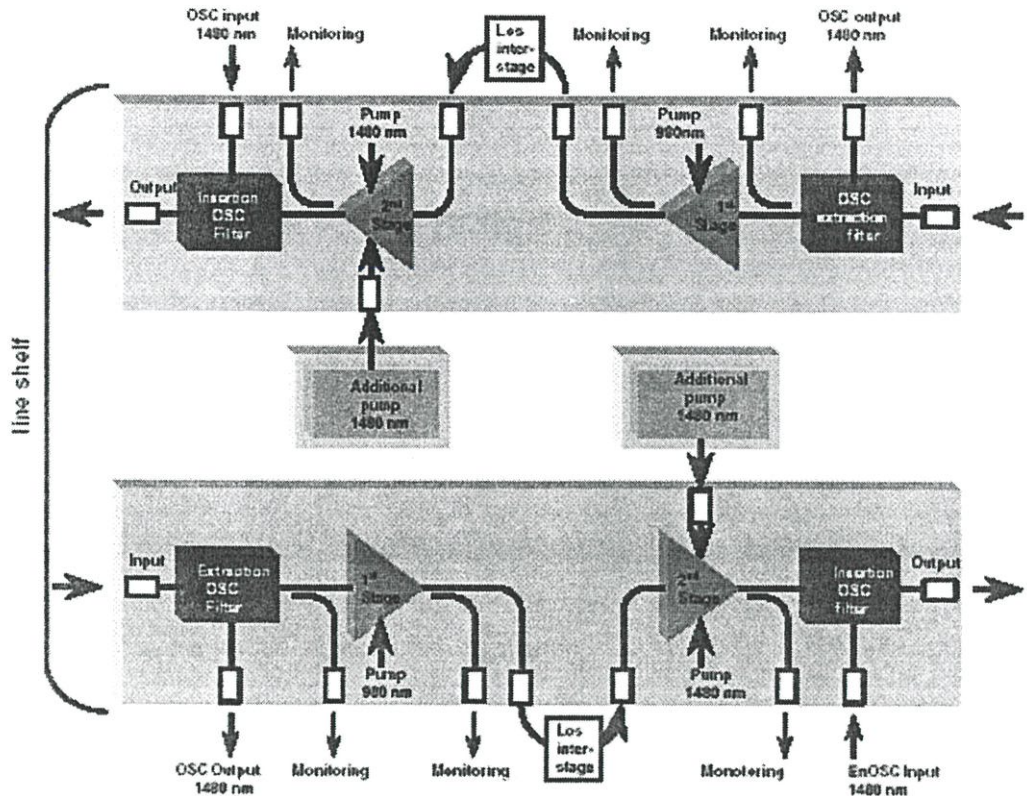 OSC input
1480 nm
Monitoring
Los
inter-
stage
Monitoring
Monitoring
OSC output
1480 nm
Pump
1480 nm
Pump
980nm
Output
Insertion
OSC
Filter
2nd
Stage
1st
Stage
OSC
extraction
filter
Input
line shelf
Additional
pump
1480 nm
Additional
pump
1480 nm
Input
Extraction
OSC
Filter
1st
Stage
2nd
Stage
Insertion
OSC
filter
Output
Pump
980 nm
Pump
1480 nm
Los
inter-
stage
OSC Output
1480 nm
Monitoring
Monitoring
Monotering
EnOSC Input
1480 nm